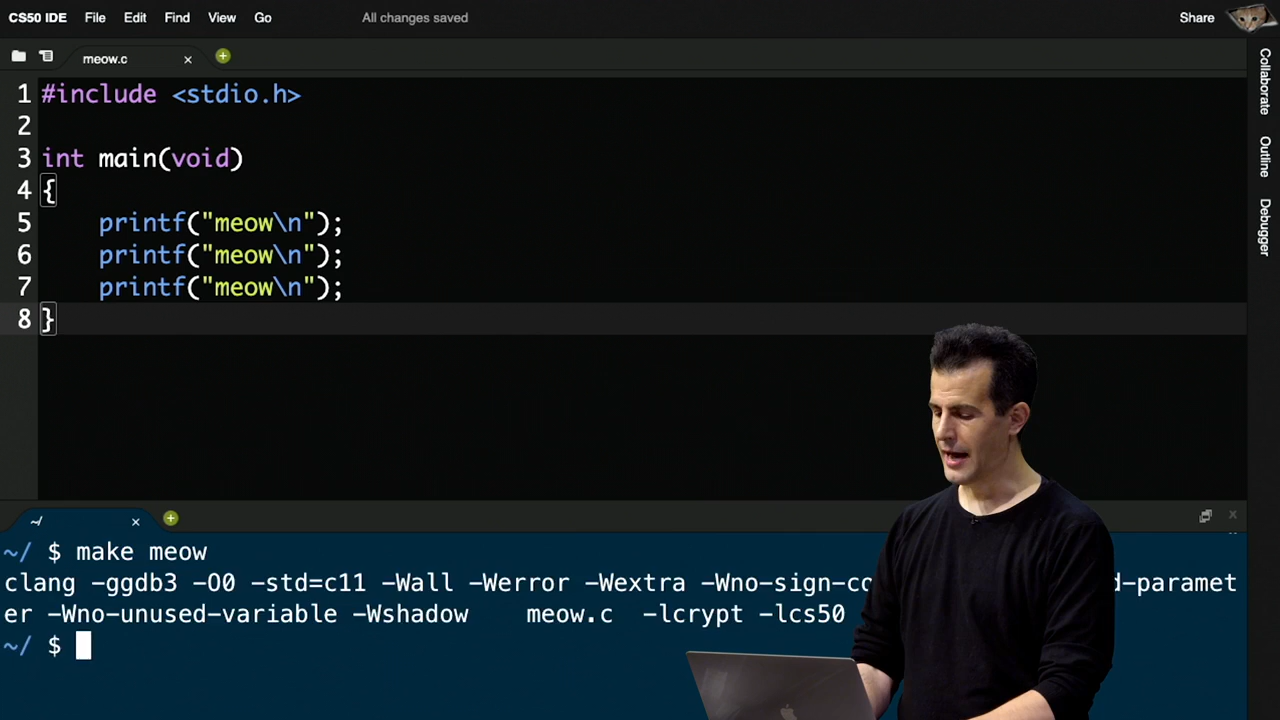 CS50 IDE File Edit Find View Go All changes saved Share
meow.c
Collaborate
Outline
Debugger
1 #include <stdio.h>
2
3 int main(void)
4 {
5 printf("meow\n");
6 printf("meow\n");
7 printf("meow\n");
8 }
~/ $ make meow
clang -ggdb3 -O0 -std=c11 -Wall -Werror -Wextra -Wno-sign-co d-paramet
er -Wno-unused-variable -Wshadow meow.c -lcrypt -lcs50
~/ $